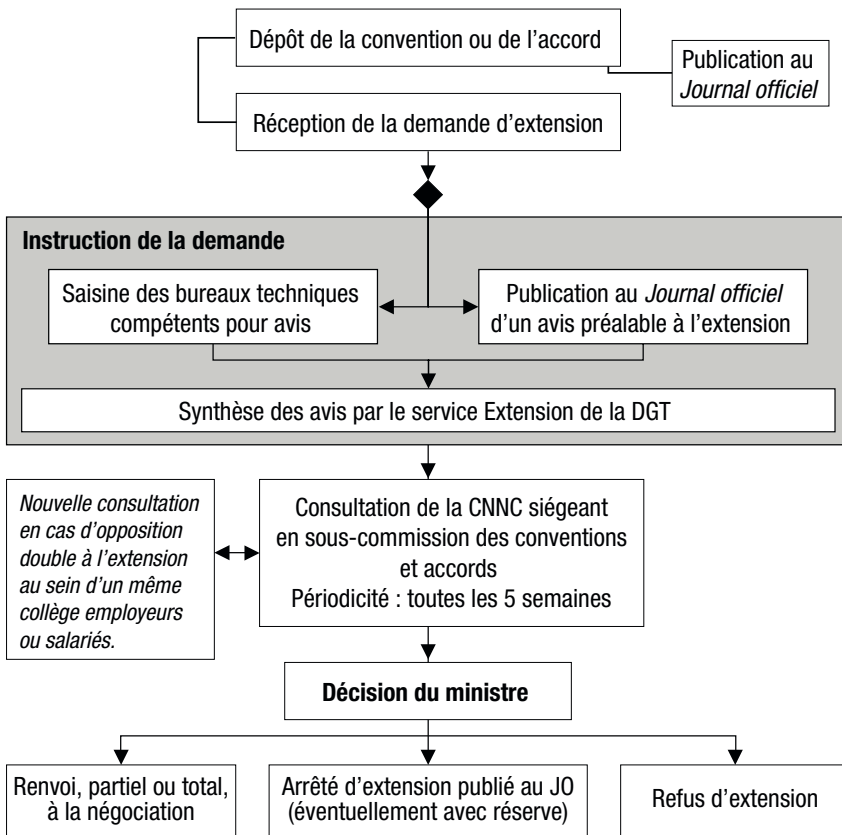 Dépôt de la convention ou de l'accord
Publication au
Journal officiel
Réception de la demande d'extension
Instruction de la demande
Saisine des bureaux techniques
compétents pour avis
Publication au Journal officiel
d'un avis préalable à l'extension
Synthèse des avis par le service Extension de la DGT
Nouvelle consultation
en cas d'opposition
double à l'extension
au sein d'un même
collège employeurs
ou salariés.
Consultation de la CNNC siégeant
en sous-commission des conventions
et accords
Périodicité : toutes les 5 semaines
Décision du ministre
Renvoi, partiel ou total,
à la négociation
Arrêté d'extension publié au JO
(éventuellement avec réserve)
Refus d'extension